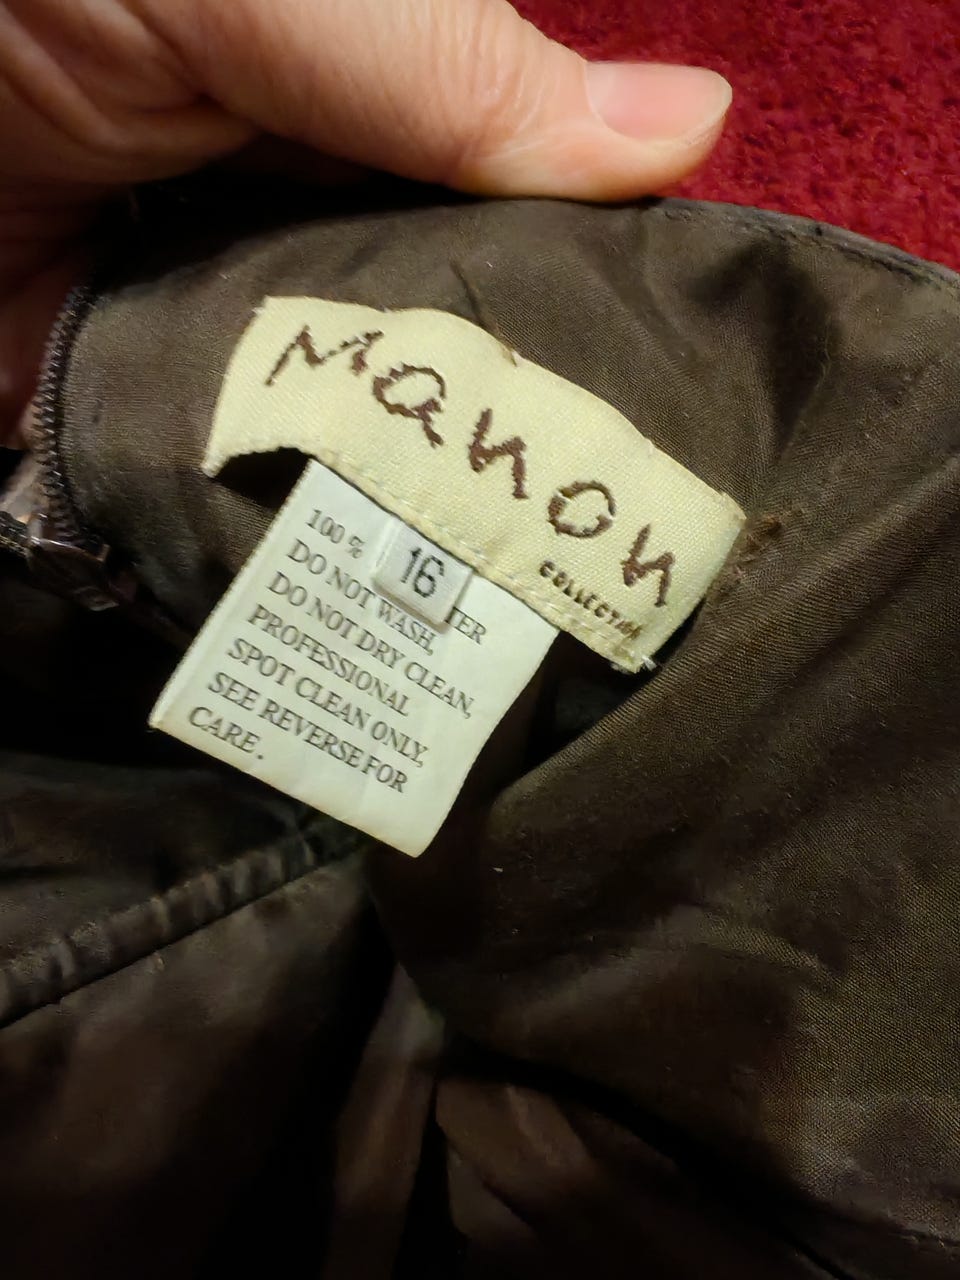 Manon
COLLECTION
16
100 % TER
DO NOT WASH,
DO NOT DRY CLEAN,
PROFESSIONAL
SPOT CLEAN ONLY,
SEE REVERSE FOR
CARE.